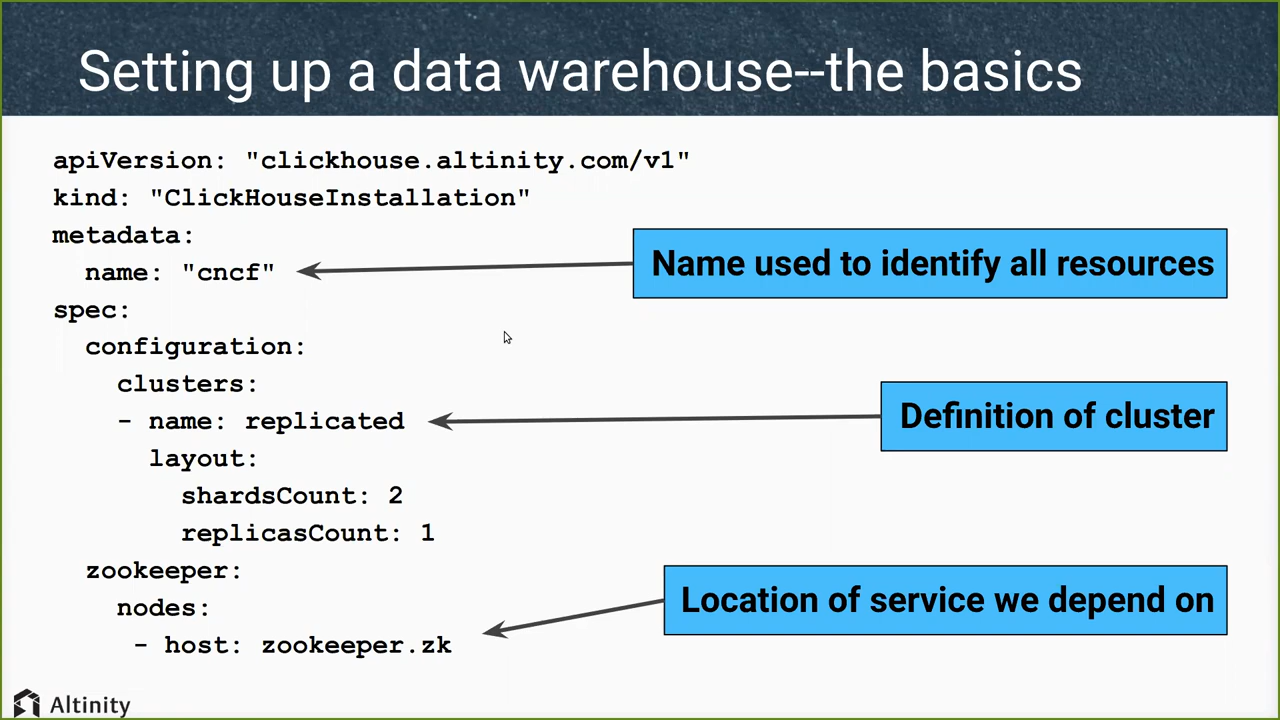 Setting up a data warehouse--the basics
apiVersion: "clickhouse.altinity.com/v1"
kind: "ClickHouseInstallation"
metadata:
name: "cncf"
Name used to identify all resources
spec:
configuration:
clusters:
- name: replicated
Definition of cluster
layout:
shardsCount: 2
replicasCount: 1
zookeeper:
nodes:
- host: zookeeper.zk
Location of service we depend on
Altinity